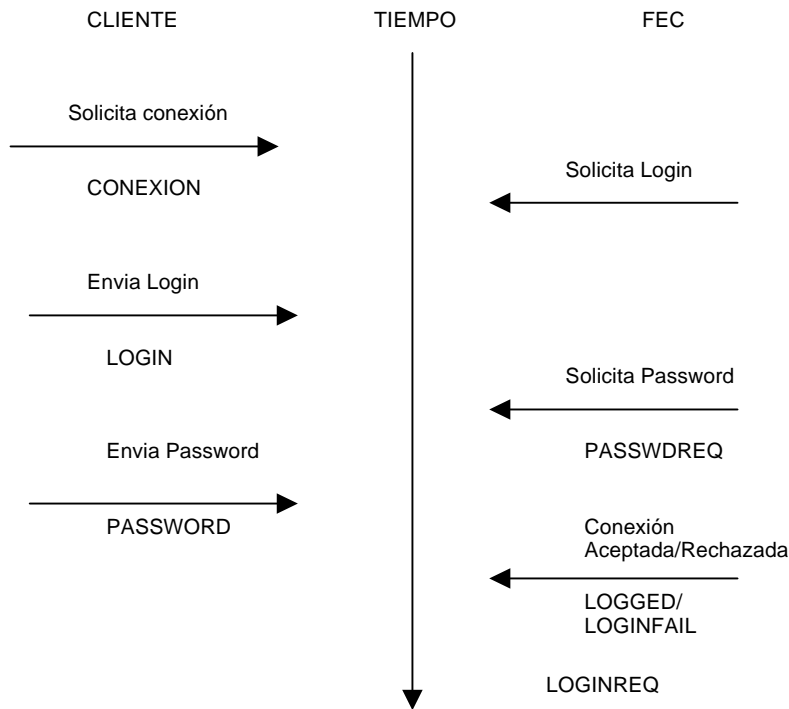 CLIENTE
TIEMPO
FEC
Solicita conexión
CONEXION
Solicita Login
Envia Login
LOGIN
Solicita Password
PASSWDREQ
Envia Password
PASSWORD
Conexión
Aceptada/Rechazada
LOGGED/
LOGINFAIL
LOGINREQ